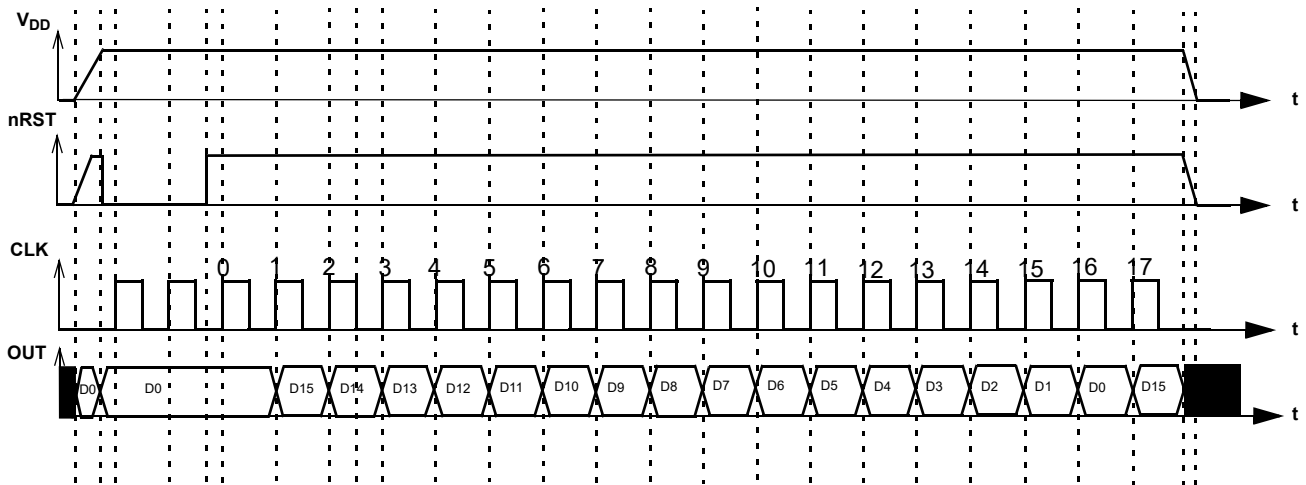 VDD
t
nRST
t
CLK
0 1 2 3 4 5 6 7 8 9 10 11 12 13 14 15 16 17
t
OUT
D0 D0 D15 D14 D13 D12 D11 D10 D9 D8 D7 D6 D5 D4 D3 D2 D1 D0 D15
t